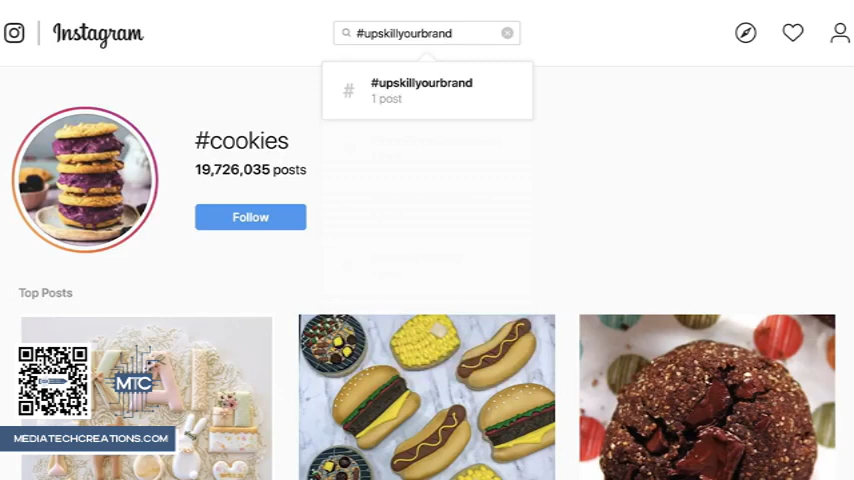 Instagram
#upskillyourbrand
#upskillyourbrand
1 post
#cookies
19,726,035 posts
Follow
Top Posts
MTC
MEDIATECHCREATIONS.COM